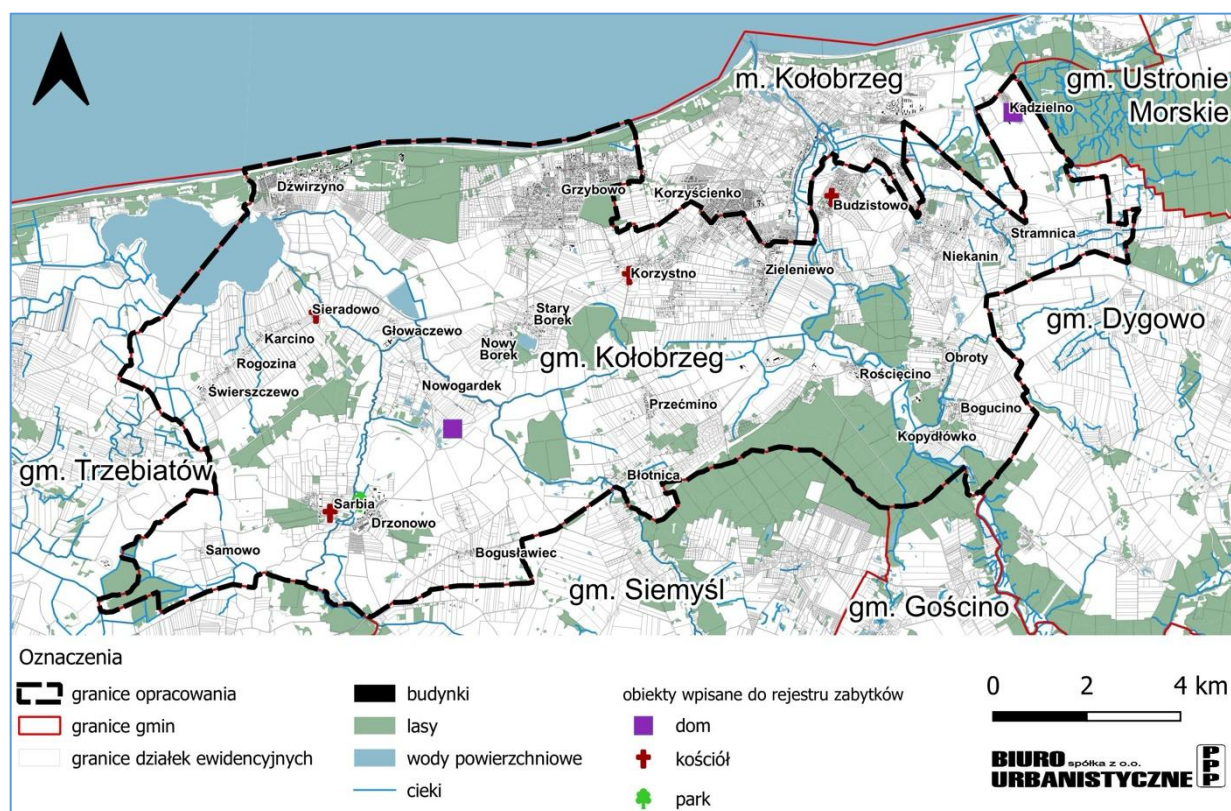 m. Kołobrzeg
gm. Ustronie
Morskie
Kądzielno
Dźwirzyno
Grzybowo
Korzyścienko
Budzistowo
Stramnica
Niekanin
Zieleniewo
Korzystno
Sieradowo
Karcino
Głowaczewo
Stary
Borek
Nowy
Borek
gm. Kołobrzeg
gm. Dygowo
Rogozina
Świerszczewo
Nowogardek
Obroty
Rościęcino
Przećmino
Bogucino
Kopydłówko
gm. Trzebiatów
Błotnica
Sarbia
Drzonowo
Samowo
Bogusławiec
gm. Siemyśl
gm. Gościno
Oznaczenia
granice opracowania
granice gmin
granice działek ewidencyjnych
budynki
lasy
wody powierzchniowe
cieki
obiekty wpisane do rejestru zabytków
dom
kościół
park
0 2 4 km
BIURO spółka z o.o.
URBANISTYCZNE
PPP